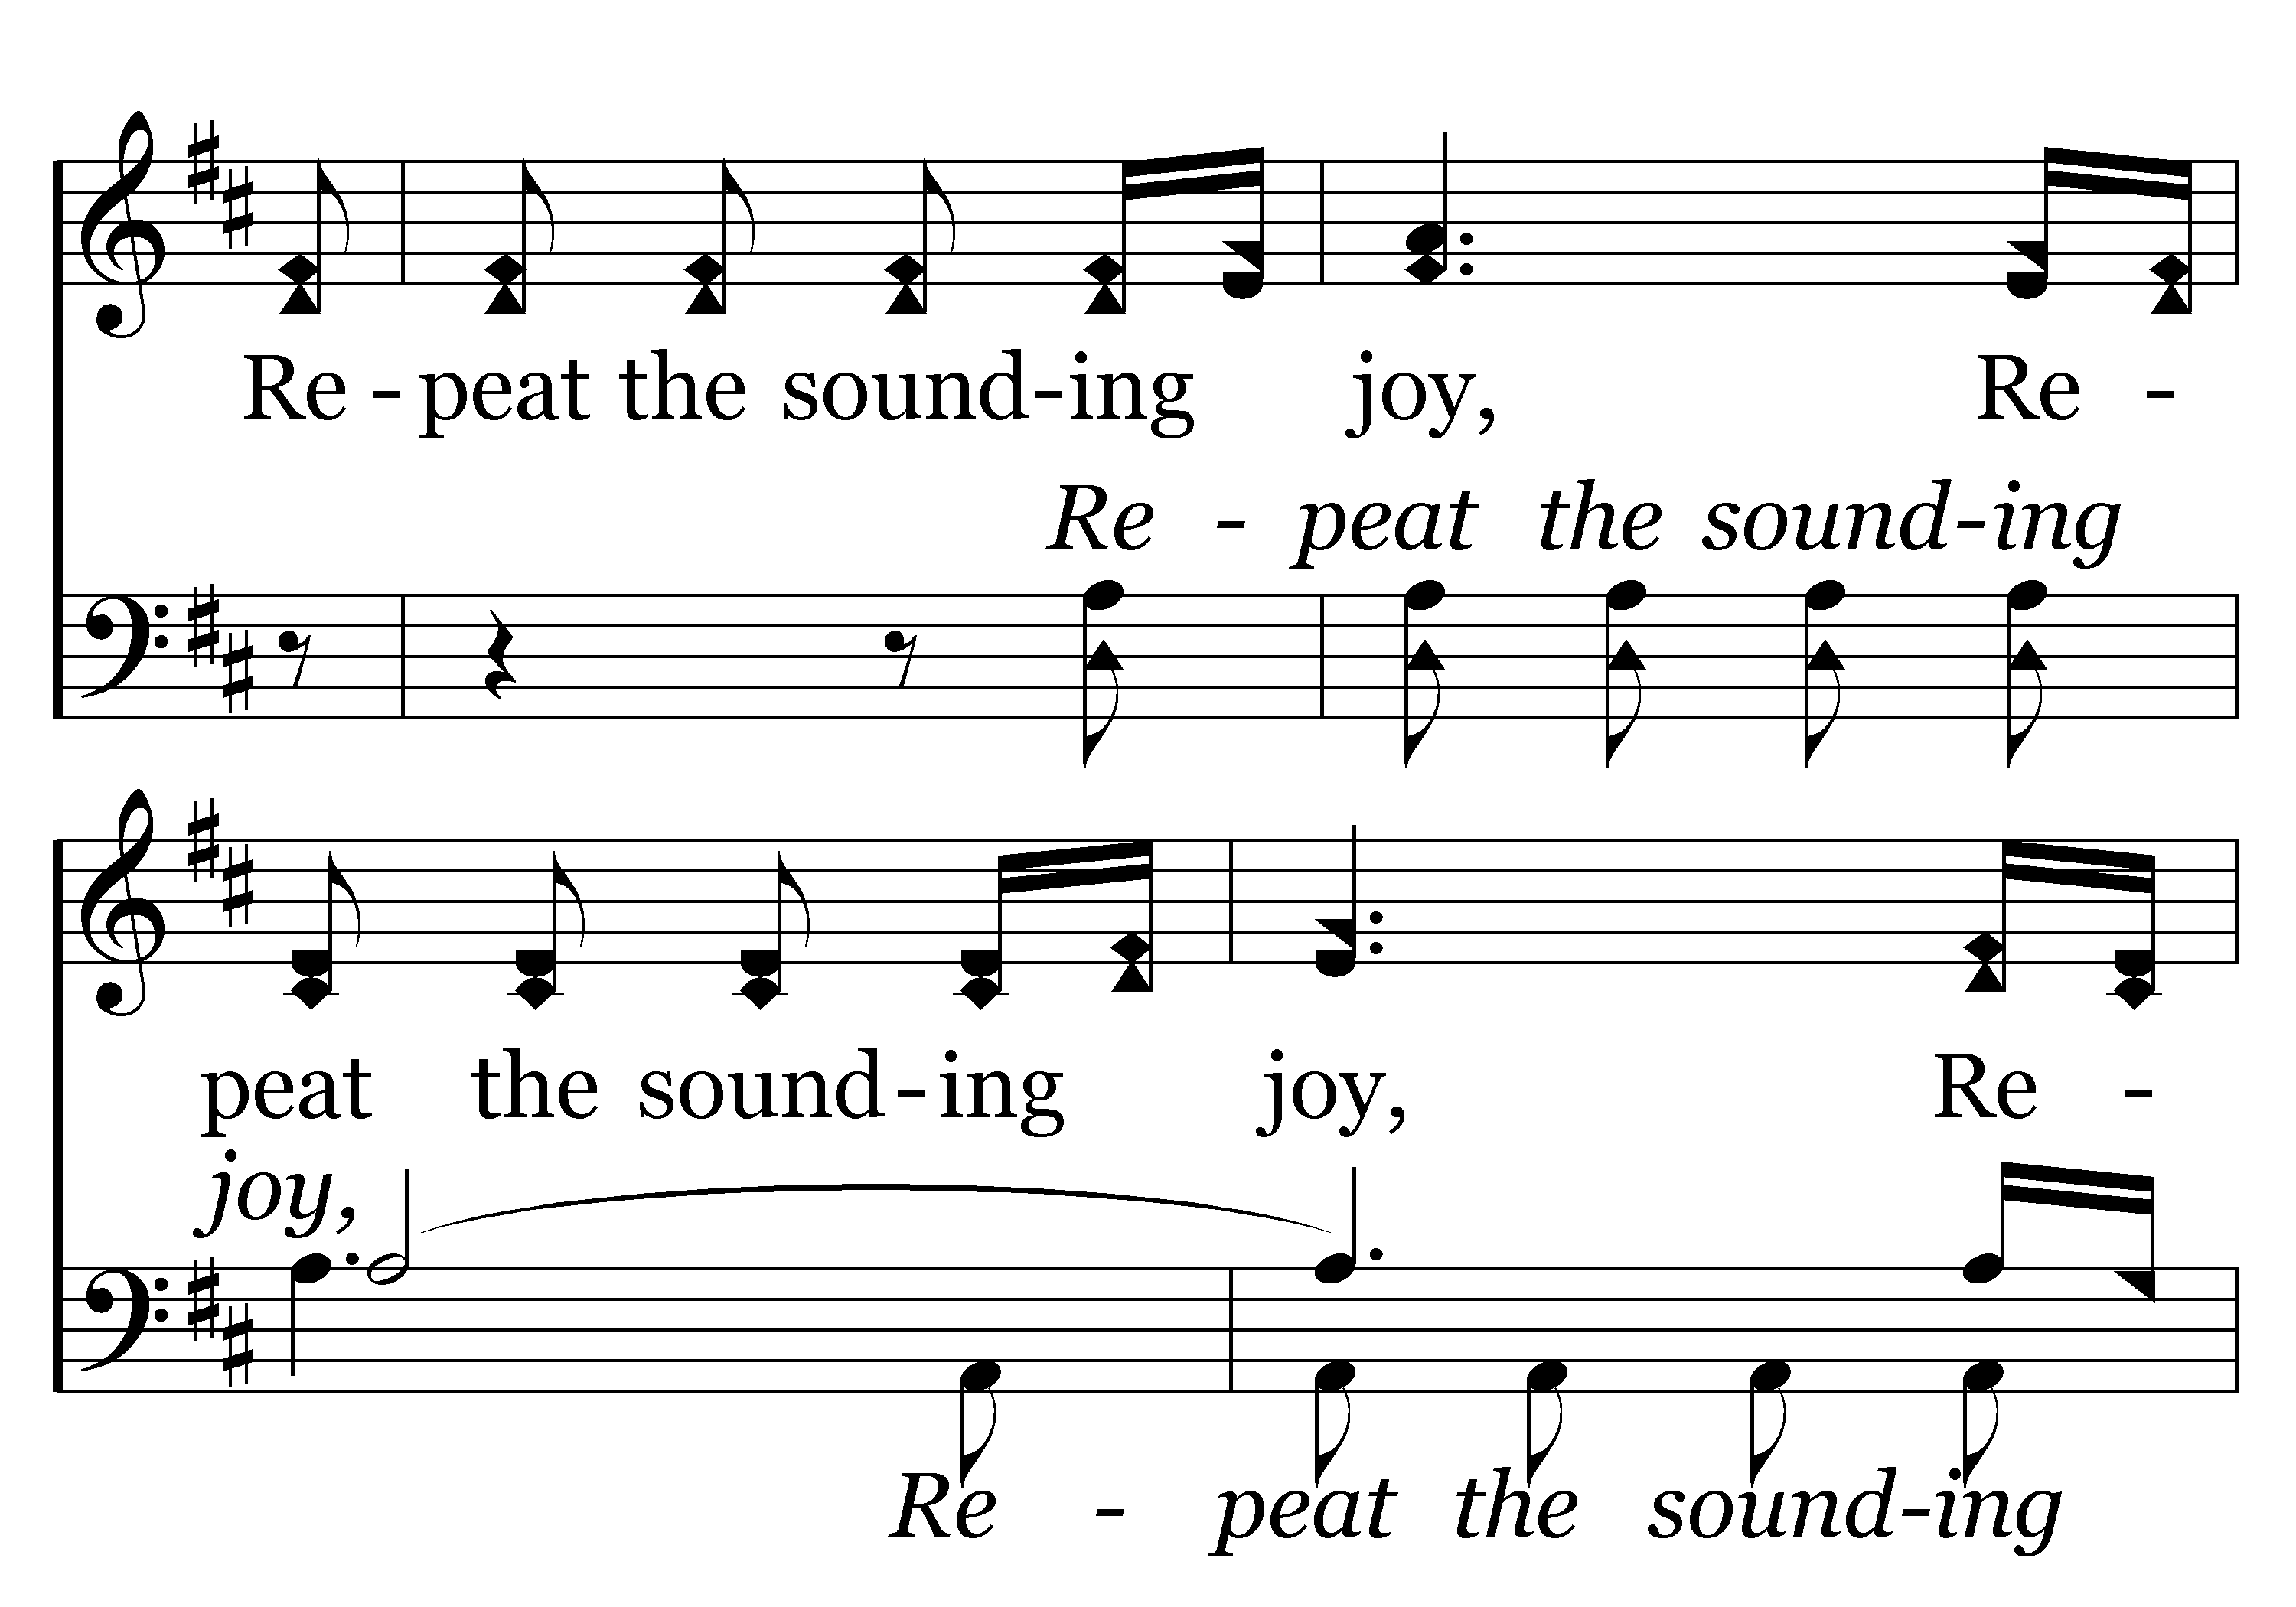 Re - peat the sound-ing joy, Re -
Re - peat the sound-ing
peat the sound-ing joy, Re -
joy,
Re - peat the sound-ing